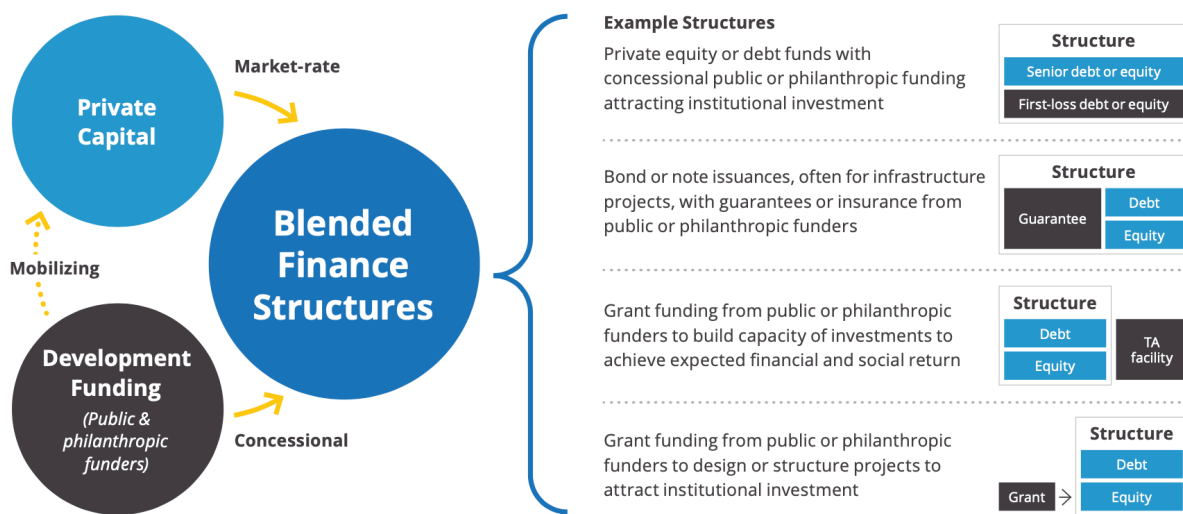 Private
Capital
Market-rate
Mobilizing
Blended
Finance
Structures
Development
Funding
(Public &
philanthropic
funders)
Concessional
Example Structures
Private equity or debt funds with
concessional public or philanthropic funding
attracting institutional investment
Structure
Senior debt or equity
First-loss debt or equity
Bond or note issuances, often for infrastructure
projects, with guarantees or insurance from
public or philanthropic funders
Structure
Guarantee
Debt
Equity
Grant funding from public or philanthropic
funders to build capacity of investments to
achieve expected financial and social return
Structure
Debt
Equity
TA
facility
Grant funding from public or philanthropic
funders to design or structure projects to
attract institutional investment
Grant
Structure
Debt
Equity